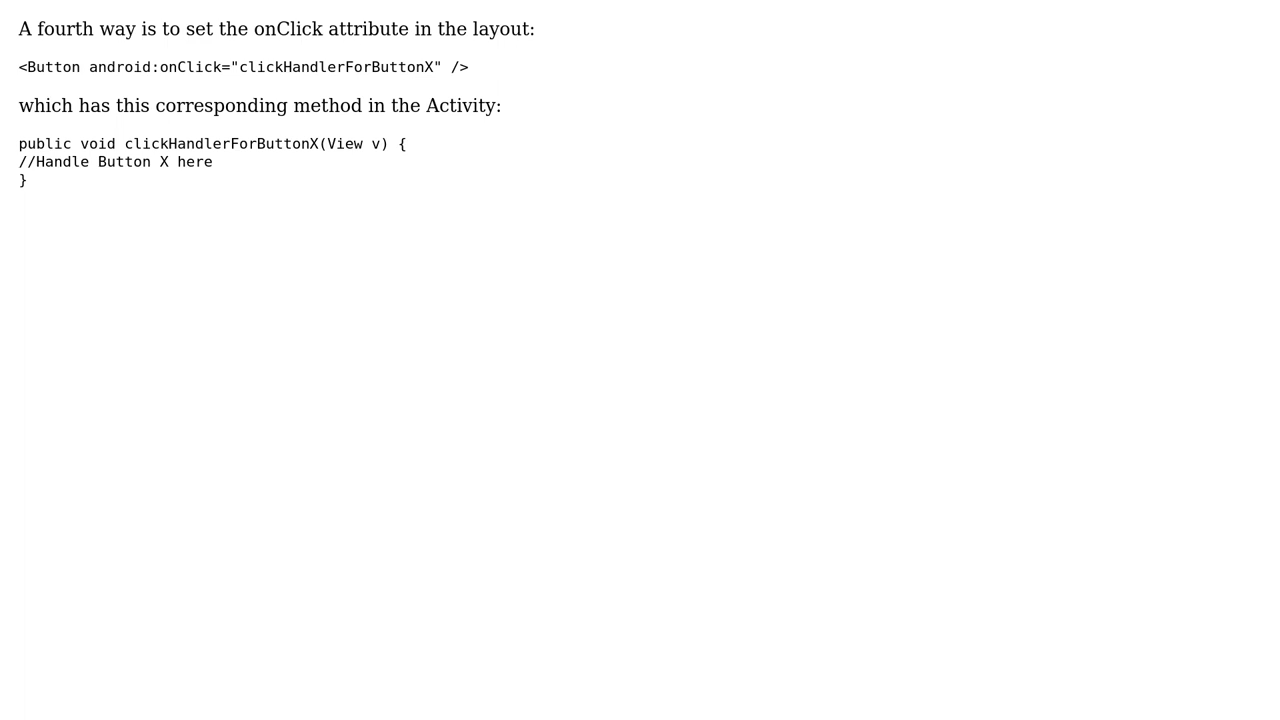 A fourth way is to set the onClick attribute in the layout:
<Button android:onClick="clickHandlerForButtonX" />
which has this corresponding method in the Activity:
public void clickHandlerForButtonX(View v) {
//Handle Button X here
}